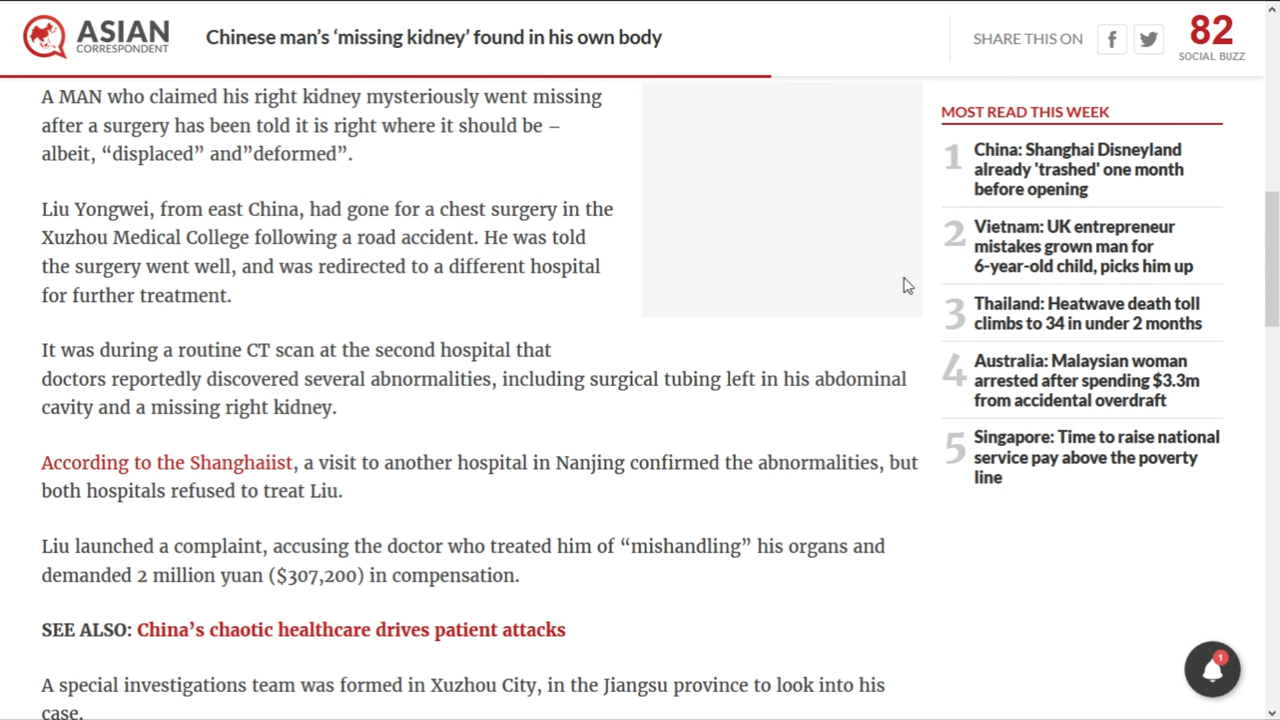 ASIAN
CORRESPONDENT
Chinese man's ‘missing kidney’ found in his own body
SHARE THIS ON
82
SOCIAL BUZZ
A MAN who claimed his right kidney mysteriously went missing
after a surgery has been told it is right where it should be –
albeit, “displaced” and”deformed”.
Liu Yongwei, from east China, had gone for a chest surgery in the
Xuzhou Medical College following a road accident. He was told
the surgery went well, and was redirected to a different hospital
for further treatment.
It was during a routine CT scan at the second hospital that
doctors reportedly discovered several abnormalities, including surgical tubing left in his abdominal
cavity and a missing right kidney.
According to the Shanghaiist, a visit to another hospital in Nanjing confirmed the abnormalities, but
both hospitals refused to treat Liu.
Liu launched a complaint, accusing the doctor who treated him of “mishandling” his organs and
demanded 2 million yuan ($307,200) in compensation.
SEE ALSO: China’s chaotic healthcare drives patient attacks
A special investigations team was formed in Xuzhou City, in the Jiangsu province to look into his
case.
MOST READ THIS WEEK
1 China: Shanghai Disneyland
already 'trashed' one month
before opening
2 Vietnam: UK entrepreneur
mistakes grown man for
6-year-old child, picks him up
3 Thailand: Heatwave death toll
climbs to 34 in under 2 months
4 Australia: Malaysian woman
arrested after spending $3.3m
from accidental overdraft
5 Singapore: Time to raise national
service pay above the poverty
line
1